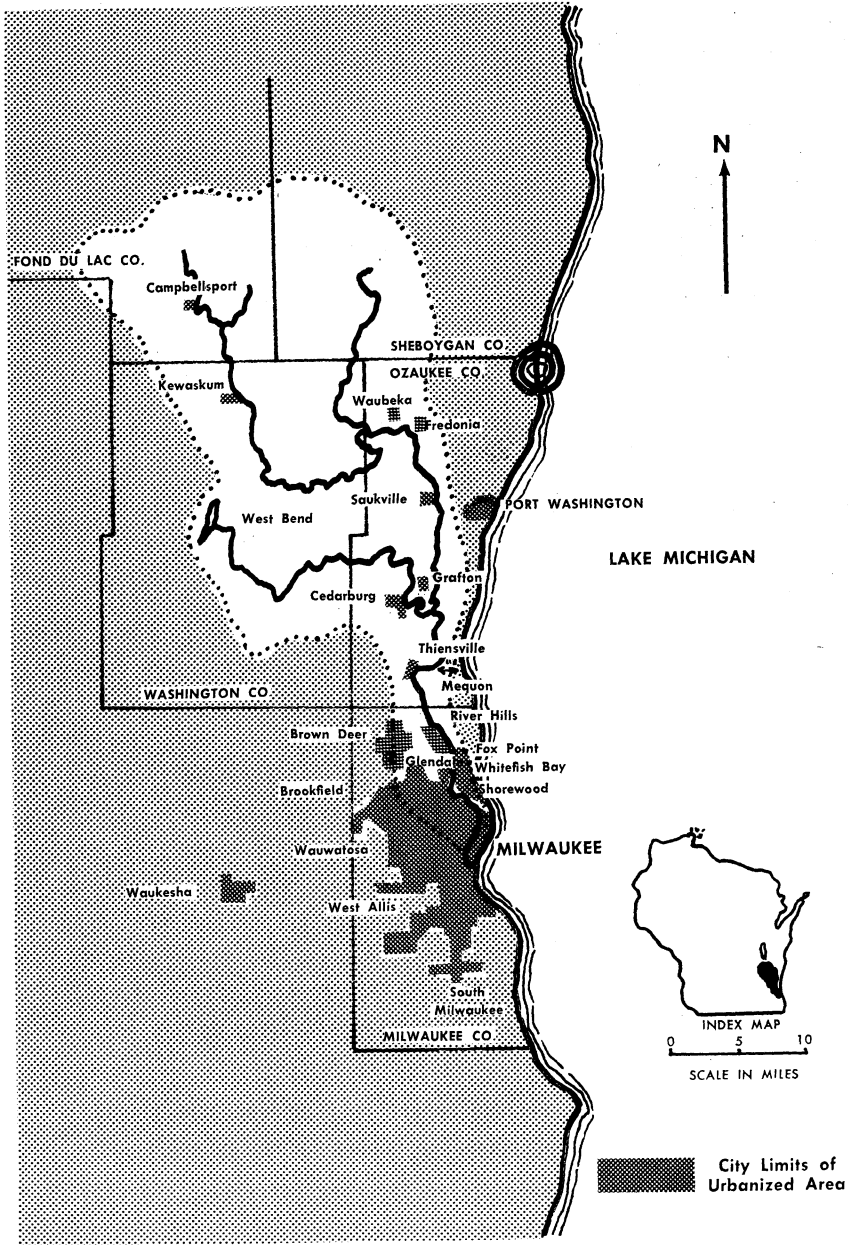 N
FOND DU LAC CO.
Campbellsport
SHEBOYGAN CO.
OZAUKEE CO.
Kewaskum
Waubeka
Fredonia
Saukville
PORT WASHINGTON
West Bend
LAKE MICHIGAN
Grafton
Cedarburg
Thiensville
Mequon
WASHINGTON CO.
River Hills
Brown Deer
Fox Point
Glendal
Whitefish Bay
Brookfield
Shorewood
Wauwatosa
MILWAUKEE
Waukesha
West Allis
South
Milwaukee
INDEX MAP
MILWAUKEE CO
0 5 10
SCALE IN MILES
City Limits of
Urbanized Area